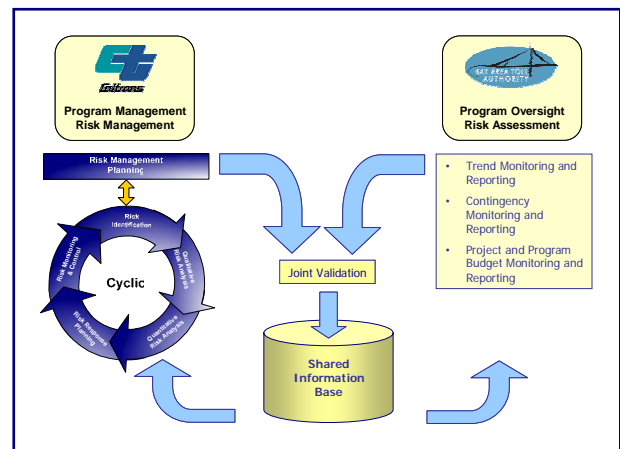 Caltrans
Program Management
Risk Management
BAY AREA TOLL
AUTHORITY
Program Oversight
Risk Assessment
Risk Management
Planning
Risk
Identification
Qualitative
Risk Analysis
Quantitative
Risk Analysis
Risk Response
Planning
Risk Monitoring
& Control
Cyclic
Joint Validation
Shared
Information
Base
• Trend Monitoring and
Reporting
• Contingency
Monitoring and
Reporting
• Project and Program
Budget Monitoring and
Reporting